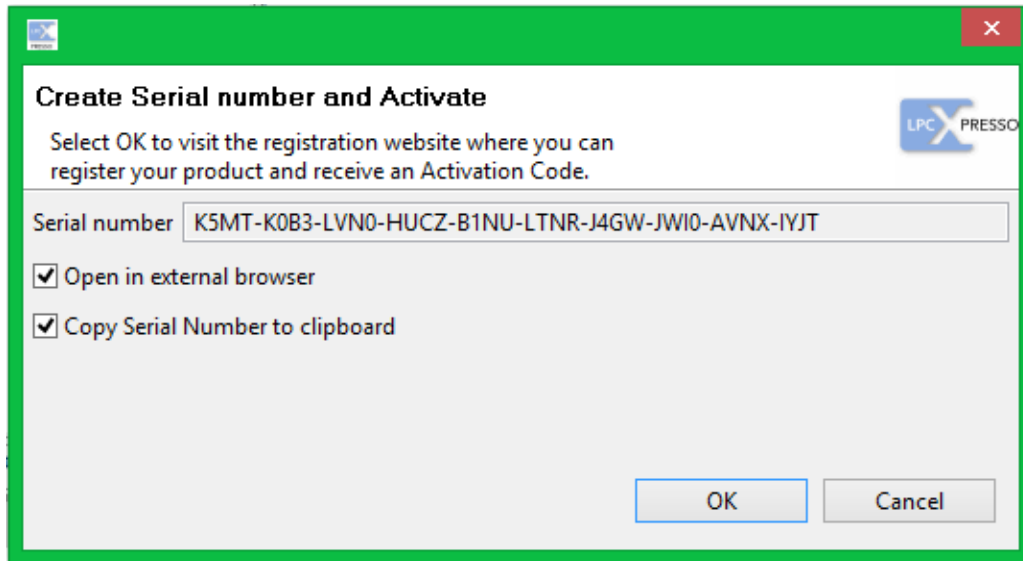 Create Serial number and Activate
Select OK to visit the registration website where you can
register your product and receive an Activation Code.
LPC XPRESSO
Serial number K5MT-K0B3-LVN0-HUCZ-B1NU-LTNR-J4GW-JWI0-AVNX-IYJT
Open in external browser
Copy Serial Number to clipboard
OK Cancel